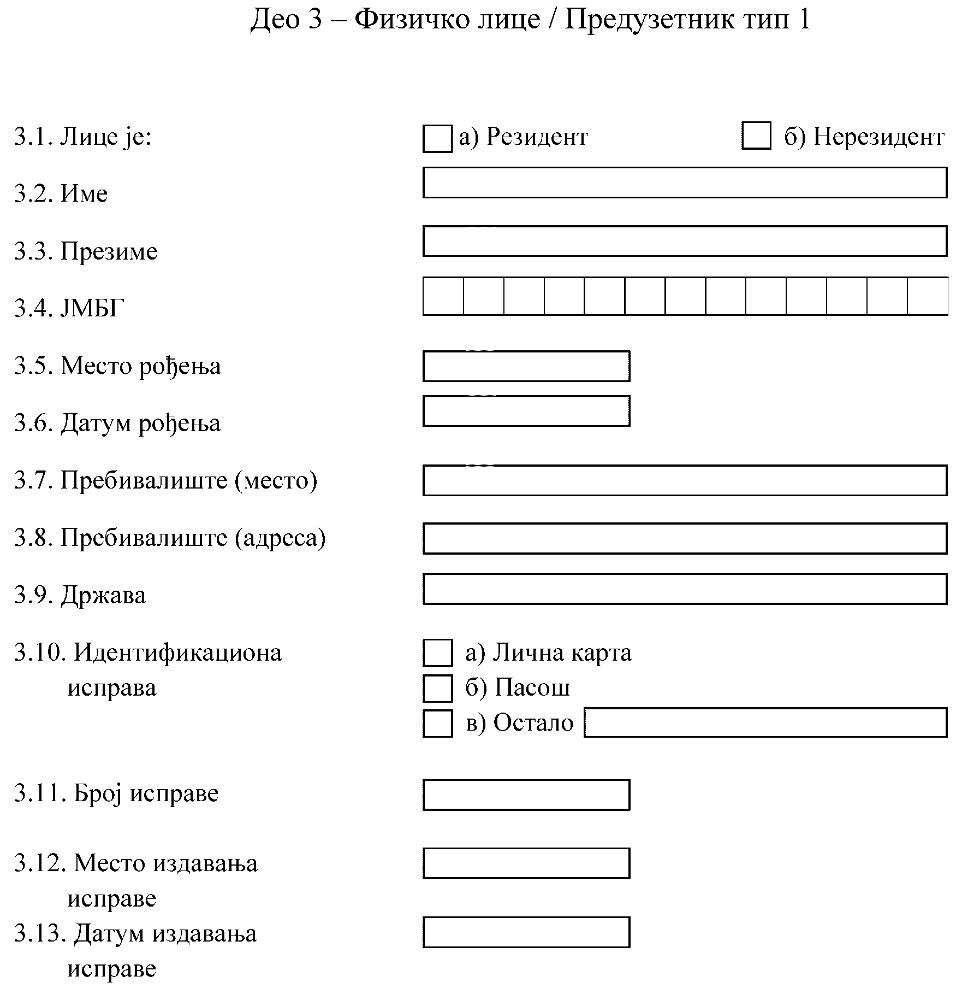 Део 3 – Физичко лице / Предузетник тип 1
3.1. Лице је: а) Резидент б) Нерезидент
3.2. Име
3.3. Презиме
3.4. ЈМБГ
3.5. Место рођења
3.6. Датум рођења
3.7. Пребивалиште (место)
3.8. Пребивалиште (адреса)
3.9. Држава
3.10. Идентификациона а) Лична карта
исправа б) Пасош
в) Остало
3.11. Број исправе
3.12. Место издавања
исправе
3.13. Датум издавања
исправе